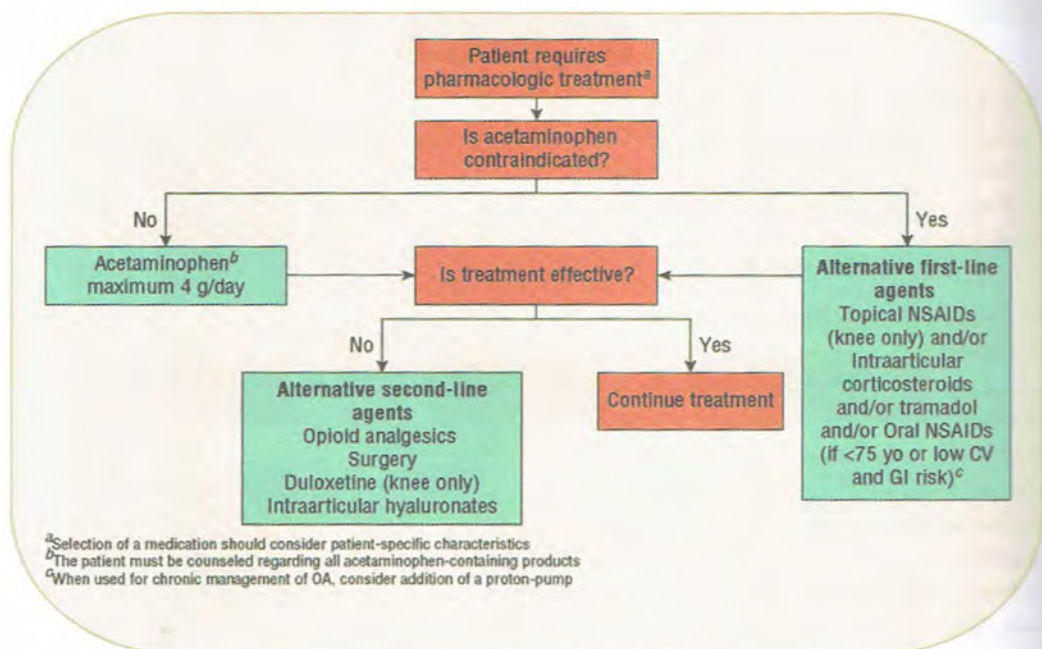 Patient requires
pharmacologic treatmentᵃ
Is acetaminophen
contraindicated?
No
Yes
Acetaminophenᵇ
maximum 4 g/day
Is treatment effective?
Alternative first-line
agents
Topical NSAIDs
(knee only) and/or
Intraarticular
corticosteroids
and/or tramadol
and/or Oral NSAIDs
(if <75 yo or low CV
and GI risk)ᶜ
No
Yes
Alternative second-line
agents
Opioid analgesics
Surgery
Duloxetine (knee only)
Intraarticular hyaluronates
Continue treatment
ᵃSelection of a medication should consider patient-specific characteristics
ᵇThe patient must be counseled regarding all acetaminophen-containing products
ᶜWhen used for chronic management of OA, consider addition of a proton-pump